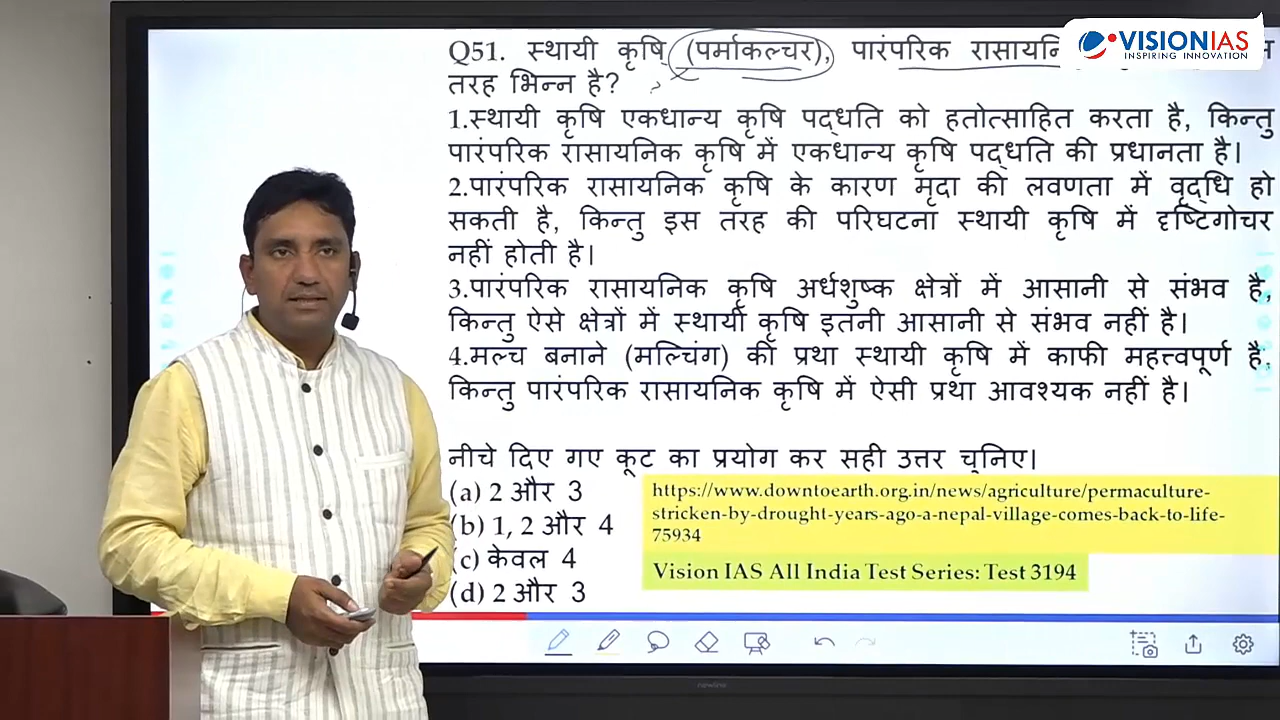 VISIONIAS
INSPIRING INNOVATION
Q51. स्थायी कृषि (पर्माकल्चर), पारंपरिक
तरह भिन्न है?
1.स्थायी कृषि एकधान्य कृषि पद्धति को हतोत्साहित करता है, किन्तु
पारंपरिक रासायनिक कृषि में एकधान्य कृषि पद्धति की प्रधानता है।
2.पारंपरिक रासायनिक कृषि के कारण मृदा की लवणता में वृद्धि हो
सकती है, किन्तु इस तरह की परिघटना स्थायी कृषि में दृष्टिगोचर
नहीं होती है।
3.पारंपरिक रासायनिक कृषि अर्धशुष्क क्षेत्रों में आसानी से संभव है,
किन्तु ऐसे क्षेत्रों में स्थायी कृषि इतनी आसानी से संभव नहीं है।
4.मल्च बनाने (मल्चिंग) की प्रथा स्थायी कृषि में काफी महत्त्वपूर्ण है,
किन्तु पारंपरिक रासायनिक कृषि में ऐसी प्रथा आवश्यक नहीं है।
नीचे दिए गए कूट का प्रयोग कर सही उत्तर चुनिए।
(a) 2 और 3
(b) 1, 2 और 4
(c) केवल 4
(d) 2 और 3
https://www.downtoearth.org.in/news/agriculture/permaculture-
stricken-by-drought-years-ago-a-nepal-village-comes-back-to-life-
75934
Vision IAS All India Test Series: Test 3194
newline